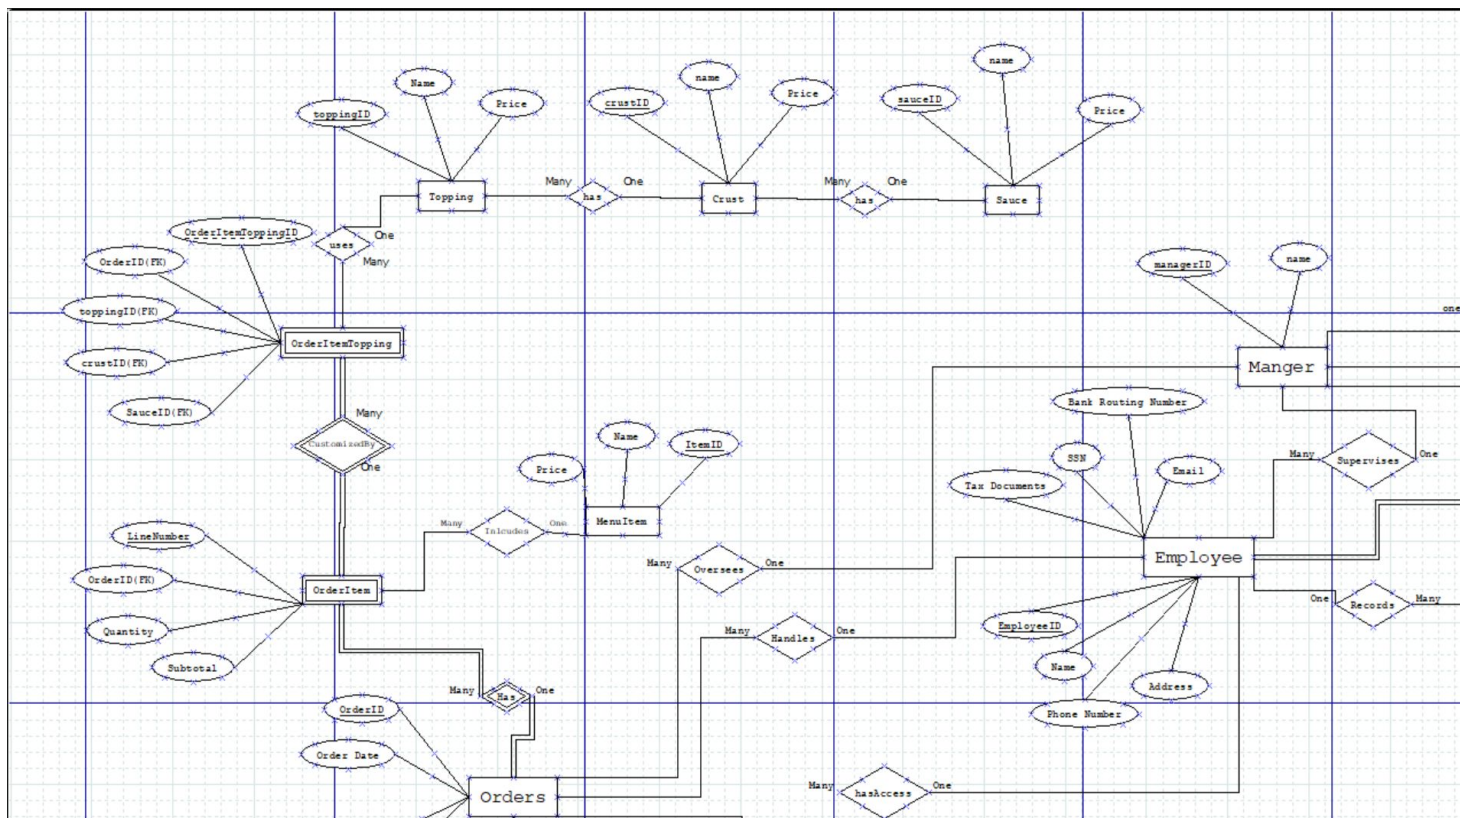 name
Name
name
Price
Price
crustID
sauceID
toppingID
Price
Many
One
Many
One
Topping
has
Crust
has
Sauce
OrderItemToppingID
One
uses
OrderID(FK)
Many
managerID
name
toppingID(FK)
one
OrderItemTopping
crustID(FK)
Manger
SauceID(FK)
Many
Bank Routing Number
CustomizedBy
One
Name
ItemID
SSN
Many
Supervises
One
Price
Email
Tax Documents
Many
Inlcudes
One
MenuItem
LineNumber
Employee
Many
Oversees
One
OrderID(FK)
OrderItem
One
Records
Many
Quantity
Many
Handles
One
EmployeeID
Subtotal
Name
Many
Has
One
Address
OrderID
Phone Number
Order Date
Many
hasAccess
One
Orders